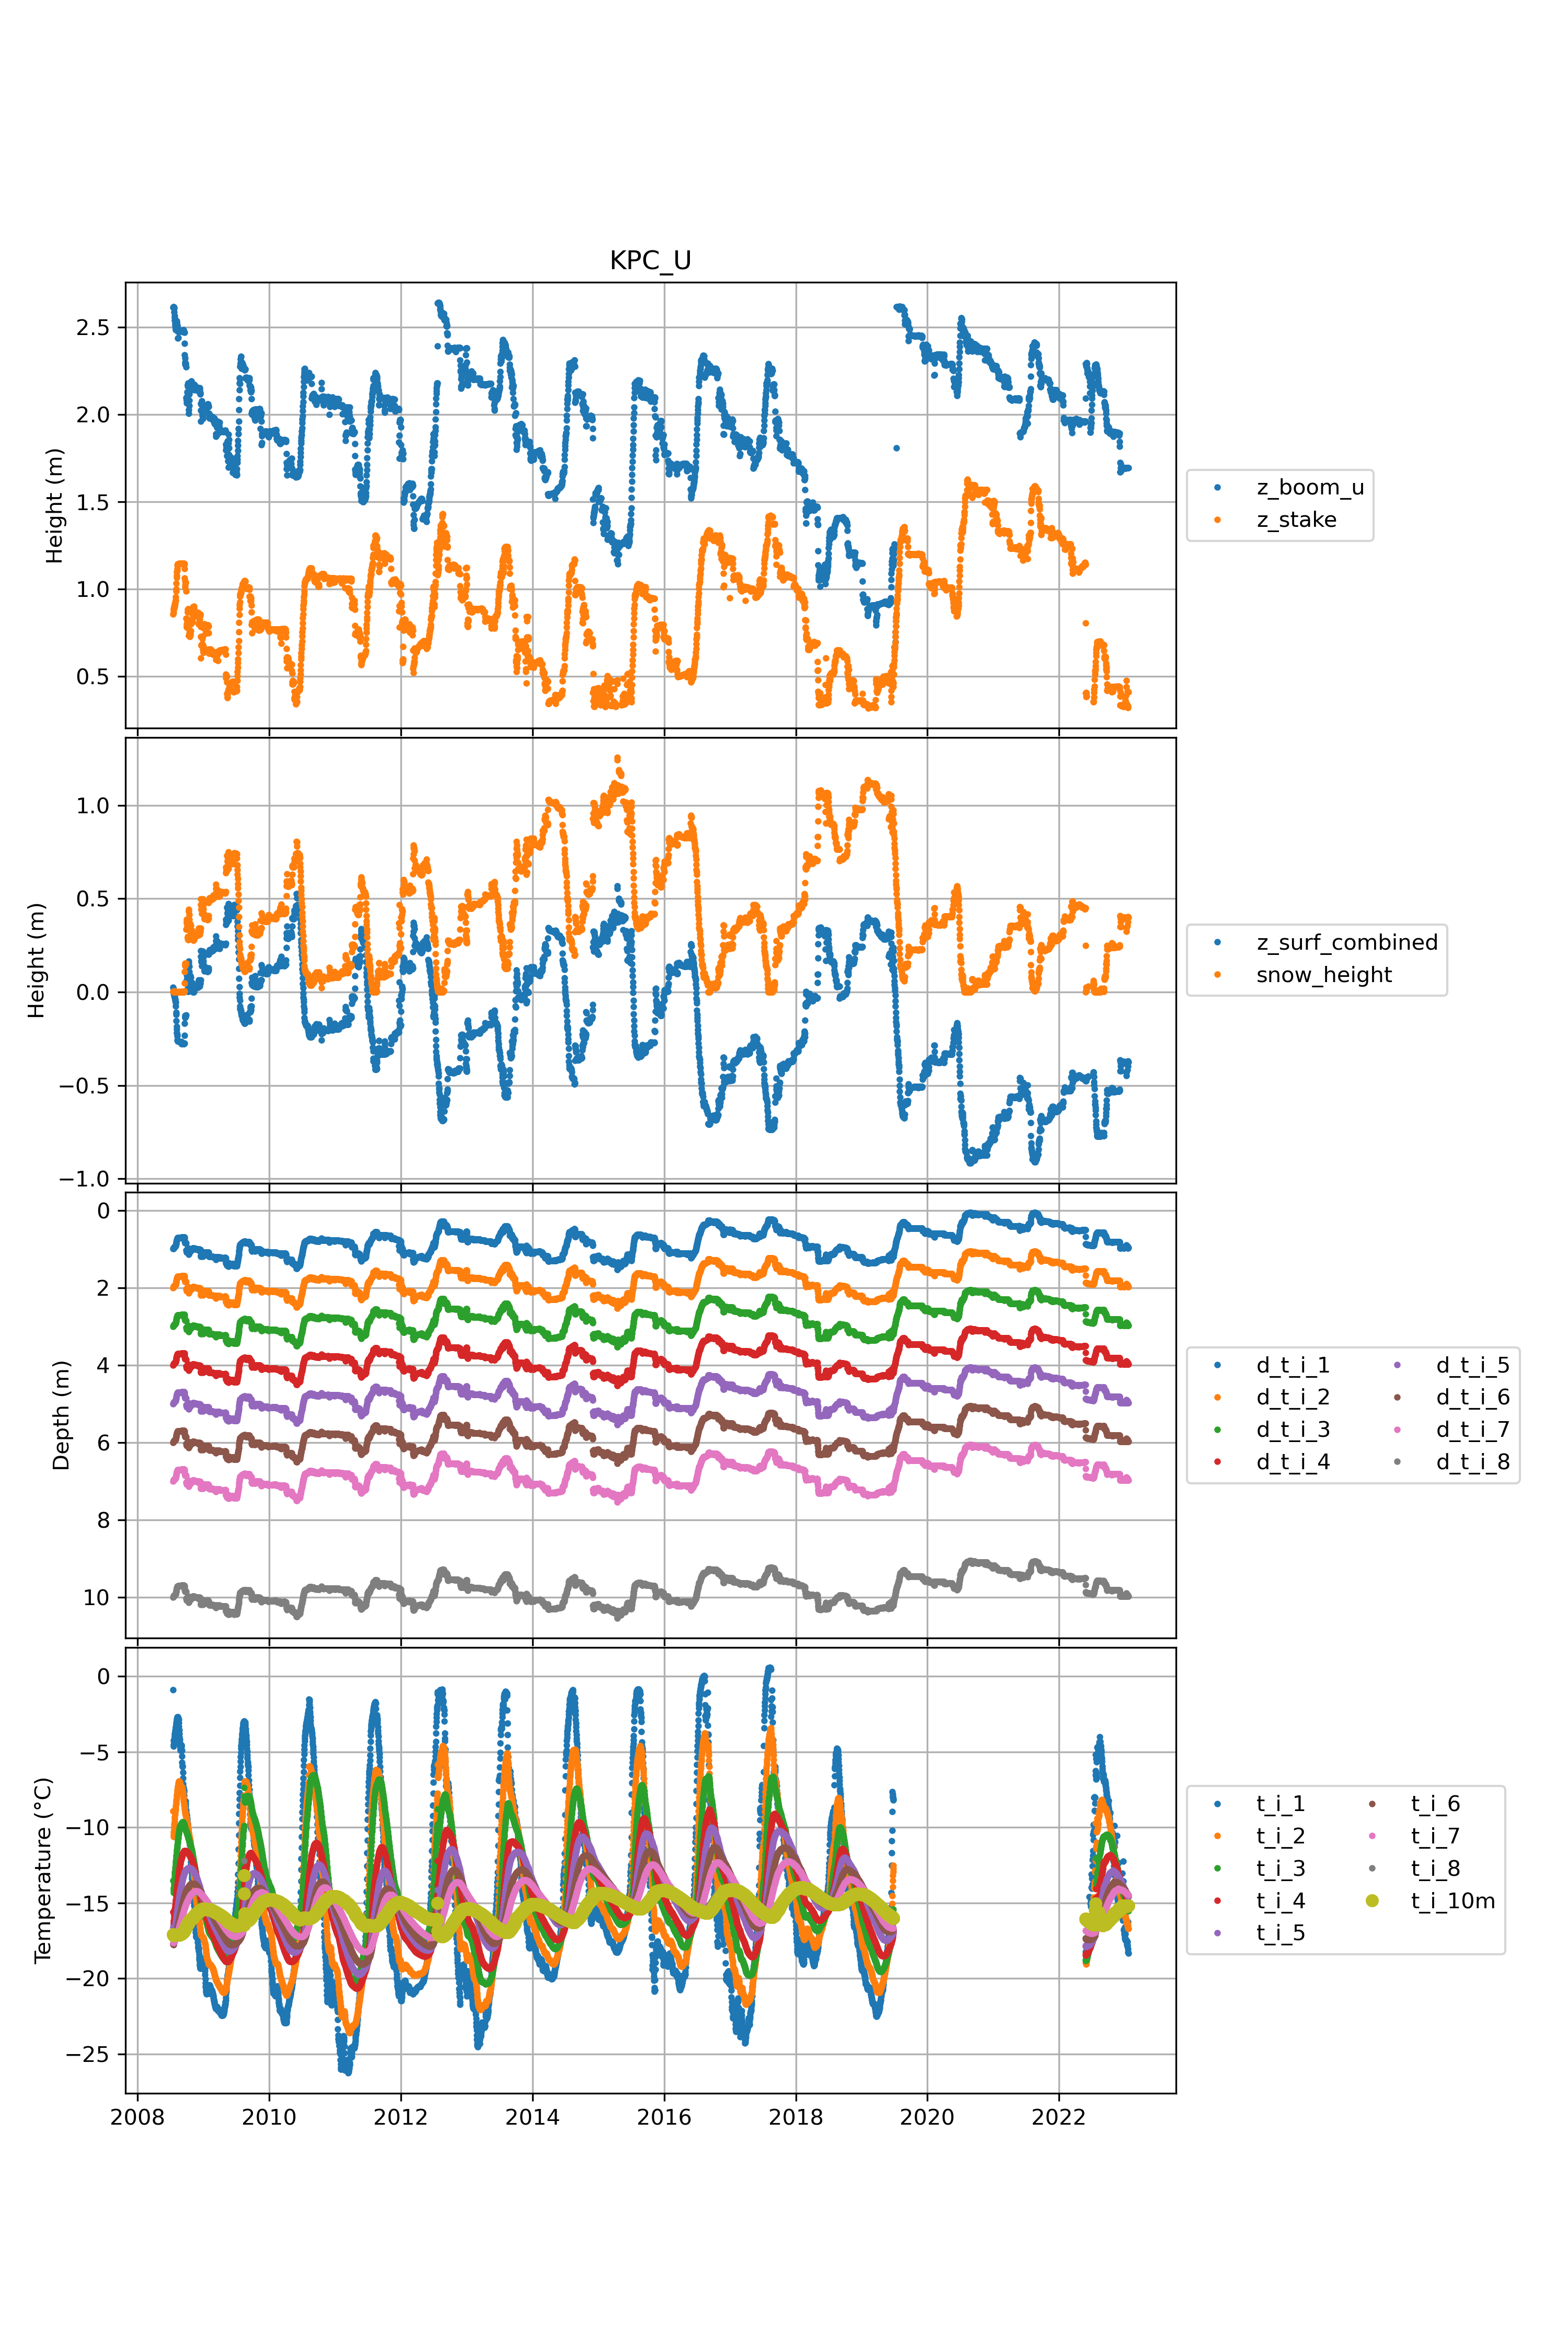 KPC_U
2.5
2.0
1.5
1.0
0.5
Height (m)
z_boom_u
z_stake
1.0
0.5
0.0
−0.5
−1.0
Height (m)
z_surf_combined
snow_height
0
2
4
6
8
10
Depth (m)
d_t_i_1
d_t_i_2
d_t_i_3
d_t_i_4
d_t_i_5
d_t_i_6
d_t_i_7
d_t_i_8
0
−5
−10
−15
−20
−25
Temperature (°C)
t_i_1
t_i_2
t_i_3
t_i_4
t_i_5
t_i_6
t_i_7
t_i_8
t_i_10m
2008 2010 2012 2014 2016 2018 2020 2022